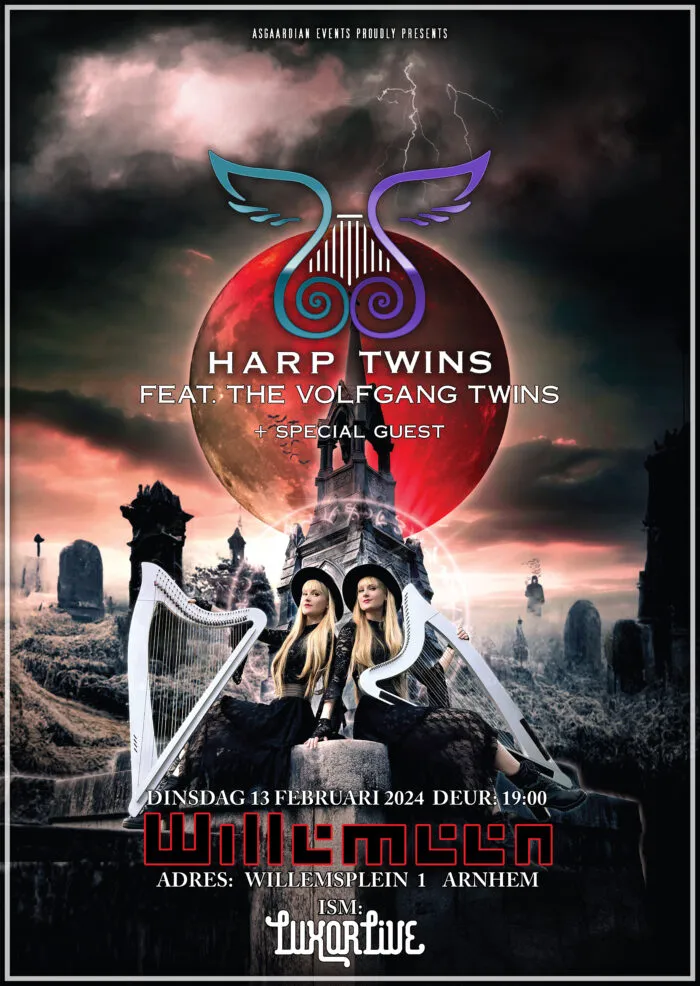 ASGAARDIAN EVENTS PROUDLY PRESENTS
HARP TWINS
FEAT. THE VOLFGANG TWINS
+ SPECIAL GUEST
DINSDAG 13 FEBRUARI 2024 DEUR: 19:00
Willemeen
ADRES: WILLEMSPLEIN 1 ARNHEM
ISM:
LUXORLIVE